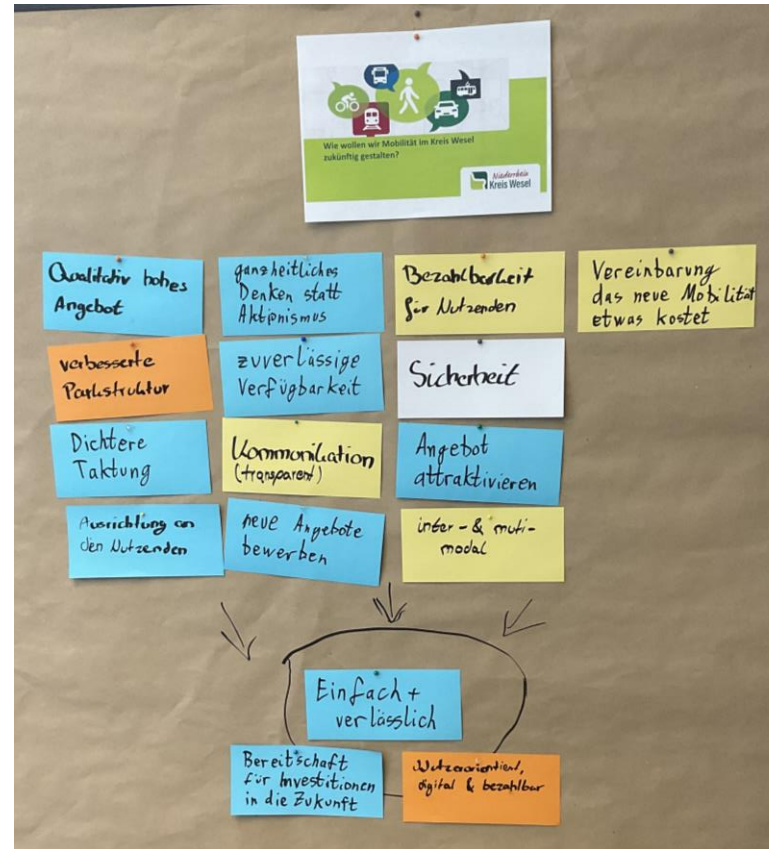 Wie wollen wir Mobilität im Kreis Wesel
zukünftig gestalten?
Niederrhein
Kreis Wesel
Qualitativ hohes
Angebot
ganzheitliches
Denken statt
Aktionismus
Bezahlbarkeit
für Nutzenden
Vereinbarung
das neue Mobilität
etwas kostet
verbesserte
Parkstruktur
zuverlässige
Verfügbarkeit
Sicherheit
Dichtere
Taktung
Kommunikation
(transparent)
Angebot
attraktivieren
Ausrichtung an
den Nutzenden
neue Angebote
bewerben
inter- & muti-
modal
Einfach +
verlässlich
Bereitschaft
für Investitionen
in die Zukunft
Nutzerorientiert,
digital & bezahlbar